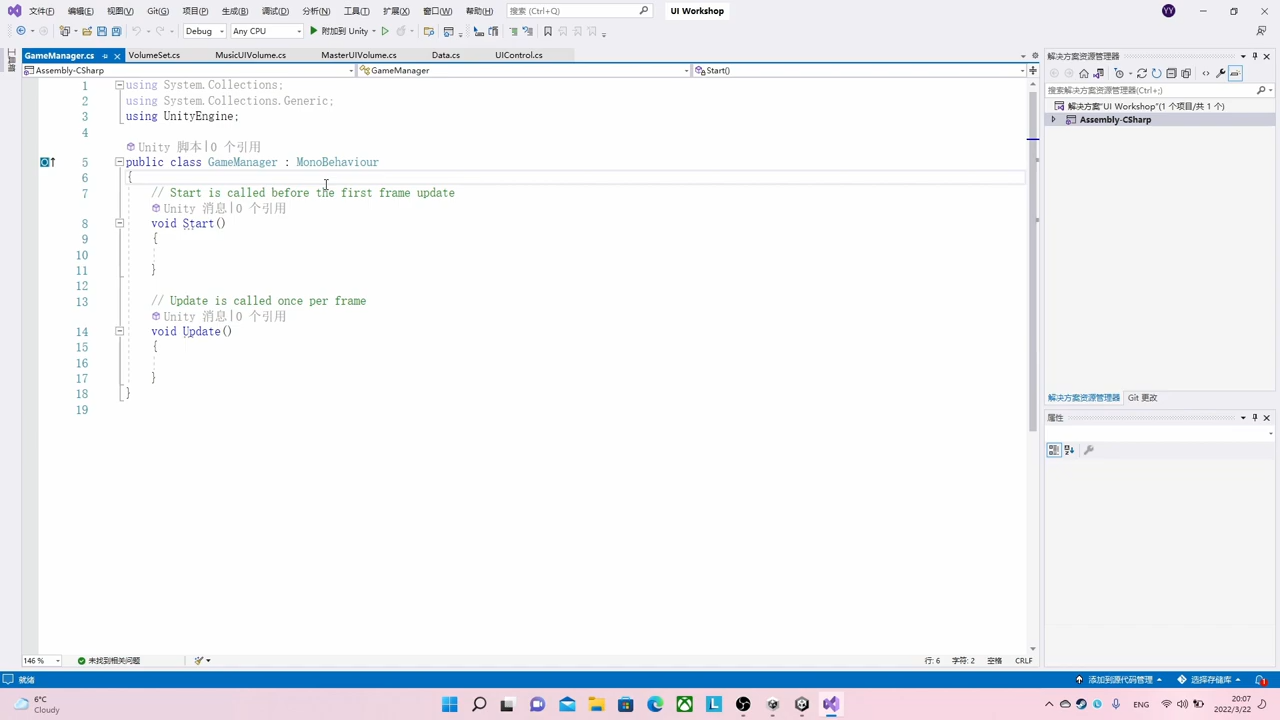 文件(F) 编辑(E) 视图(V) Git(G) 项目(P) 生成(B) 调试(D) 分析(N) 工具(T) 扩展(X) 窗口(W) 帮助(H) 搜索 (Ctrl+Q) UI Workshop YY
Debug Any CPU 附加到 Unity
GameManager.cs VolumeSet.cs MusicUIVolume.cs MasterUIVolume.cs Data.cs UIControl.cs
Assembly-CSharp GameManager Start()
1 using System.Collections;
2 using System.Collections.Generic;
3 using UnityEngine;
4
Unity 脚本|0 个引用
5 public class GameManager : MonoBehaviour
6 {
7 // Start is called before the first frame update
Unity 消息|0 个引用
8 void Start()
9 {
10
11 }
12
13 // Update is called once per frame
Unity 消息|0 个引用
14 void Update()
15 {
16
17 }
18 }
19
解决方案资源管理器
搜索解决方案资源管理器(Ctrl+;)
解决方案"UI Workshop"(1 个项目/共 1 个)
Assembly-CSharp
解决方案资源管理器 Git 更改
属性
146 % 未找到相关问题 行: 6 字符: 2 空格 CRLF
就绪 添加到源代码管理 选择存储库
6°C
Cloudy
ENG
20:07
2022/3/22